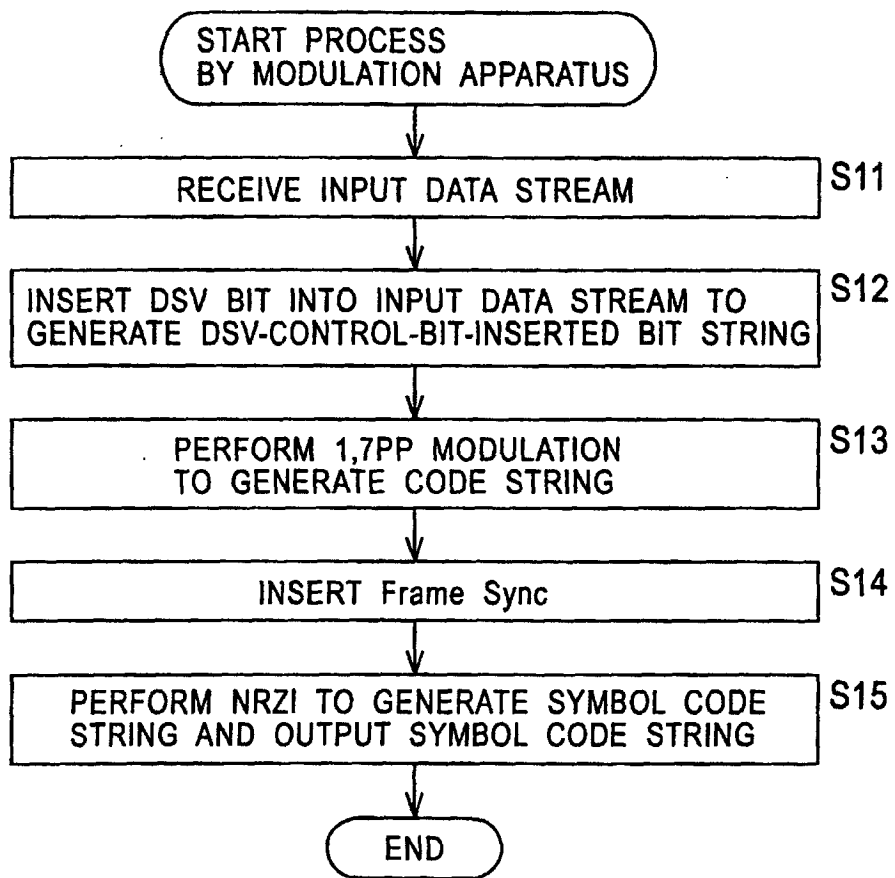 START PROCESS
BY MODULATION APPARATUS
RECEIVE INPUT DATA STREAM
S11
INSERT DSV BIT INTO INPUT DATA STREAM TO
GENERATE DSV-CONTROL-BIT-INSERTED BIT STRING
S12
PERFORM 1,7PP MODULATION
TO GENERATE CODE STRING
S13
INSERT Frame Sync
S14
PERFORM NRZI TO GENERATE SYMBOL CODE
STRING AND OUTPUT SYMBOL CODE STRING
S15
END